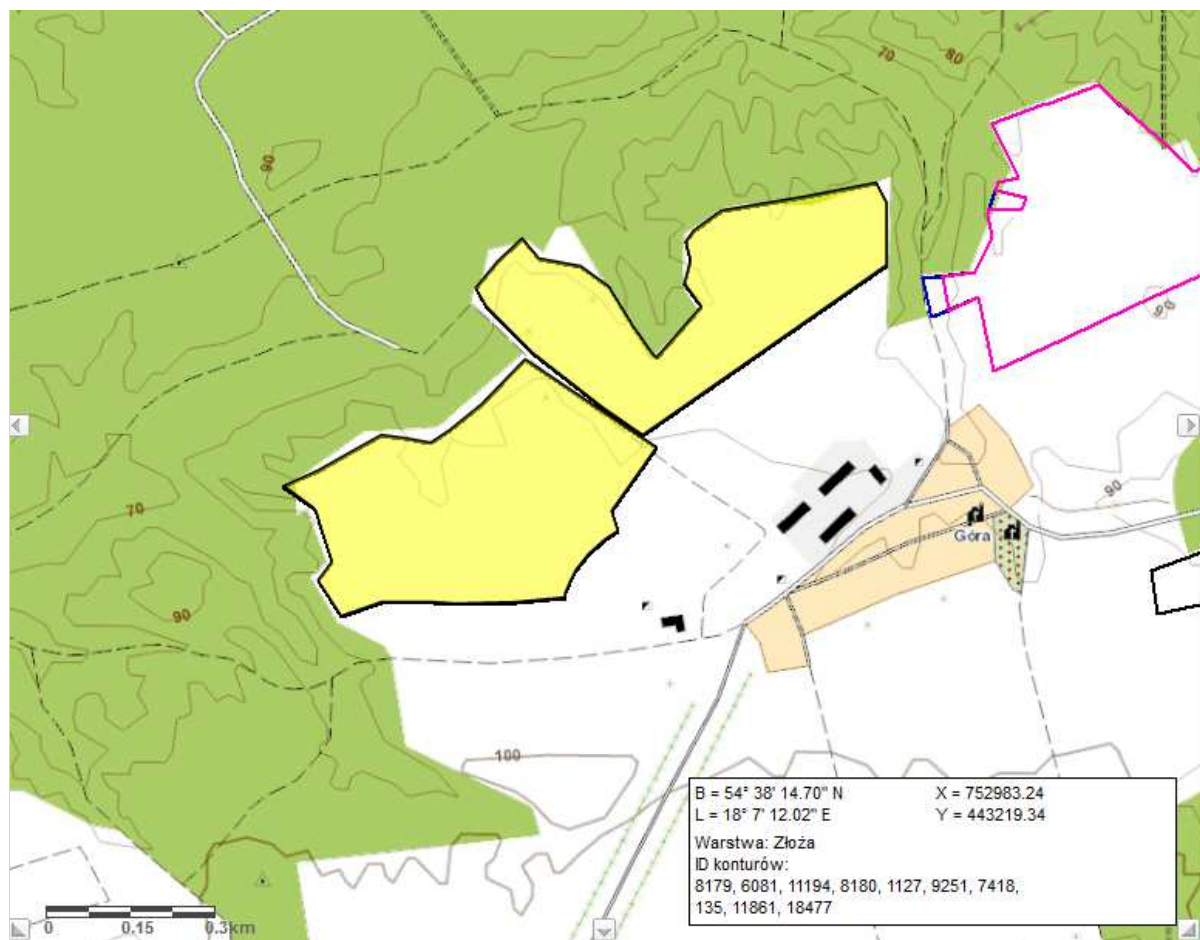 70
80
90
90
90
70
Góra
90
100
B = 54° 38' 14.70" N X = 752983.24
L = 18° 7' 12.02" E Y = 443219.34
Warstwa: Złoża
ID konturów:
8179, 6081, 11194, 8180, 1127, 9251, 7418,
135, 11861, 18477
0 0.15 0.3km